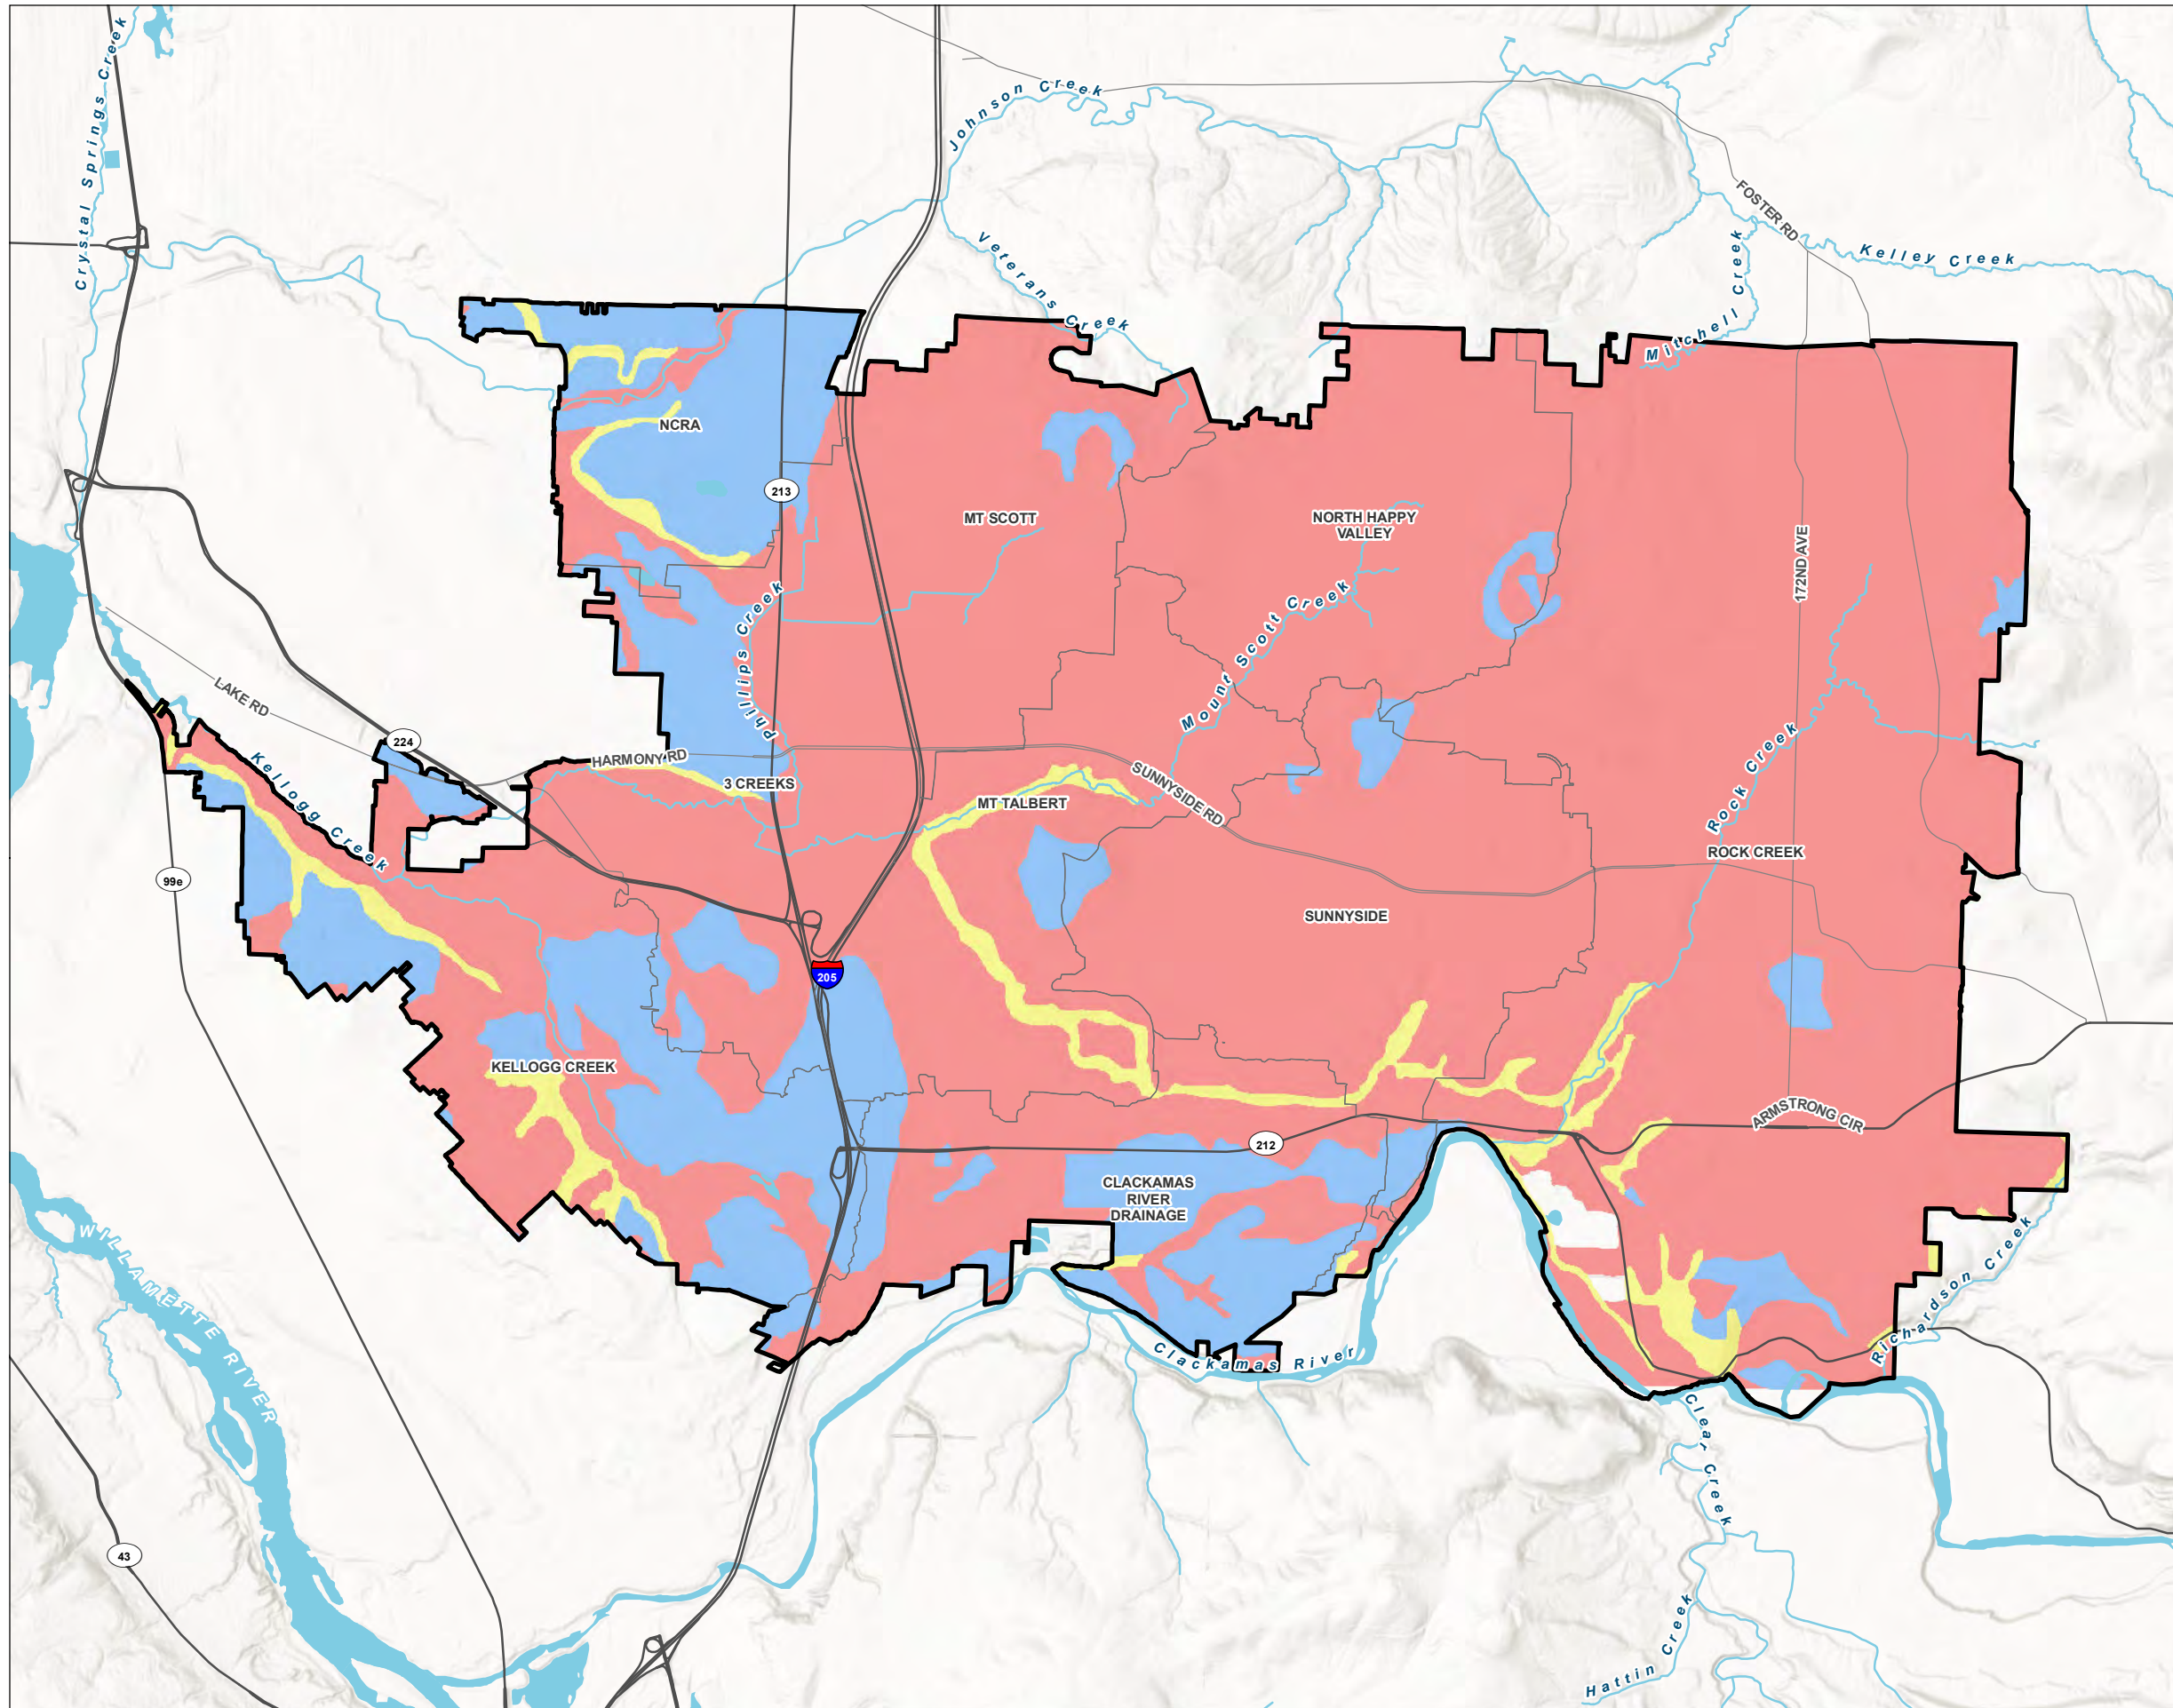 Crystal Springs Creek
Johnson Creek
Veterans
Creek
FOSTER RD
Kelley Creek
Mitchell Creek
NCRA
213
MT SCOTT
NORTH HAPPY
VALLEY
172ND AVE
Phillips Creek
Mount Scott Creek
LAKE RD
224
Kellogg Creek
HARMONY RD
3 CREEKS
MT TALBERT
SUNNYSIDE RD
Rock Creek
ROCK CREEK
99e
SUNNYSIDE
205
KELLOGG CREEK
212
ARMSTRONG CIR
CLACKAMAS
RIVER
DRAINAGE
WILLAMETTE RIVER
Richardson Creek
Clackamas River
Clear Creek
43
Hattin Creek